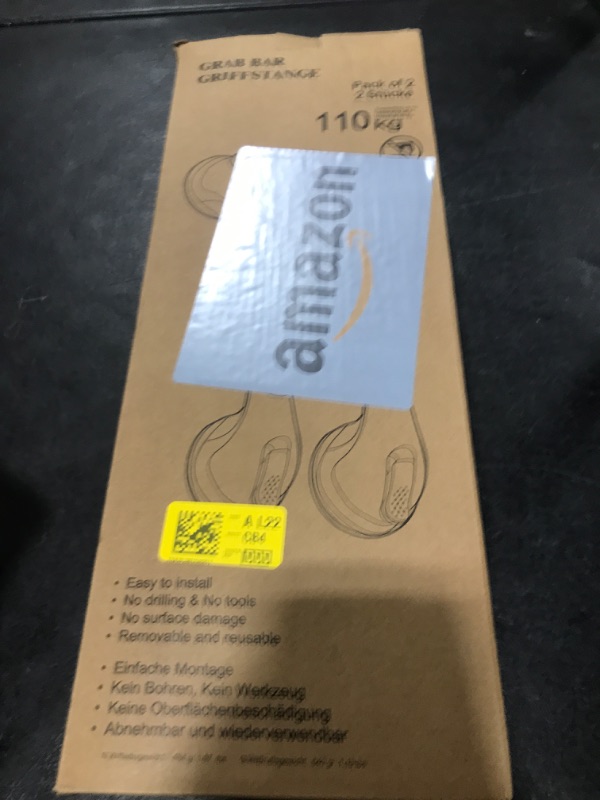 GRAB BAR
GRIFFSTANGE
Pack of 2
2 Stücke
110kg
amazon
A L22
C84
• Easy to install
• No drilling & No tools
• No surface damage
• Removable and reusable
• Einfache Montage
• Kein Bohren, Kein Werkzeug
• Keine Oberflächenbeschädigung
• Abnehmbar und wiederverwendbar